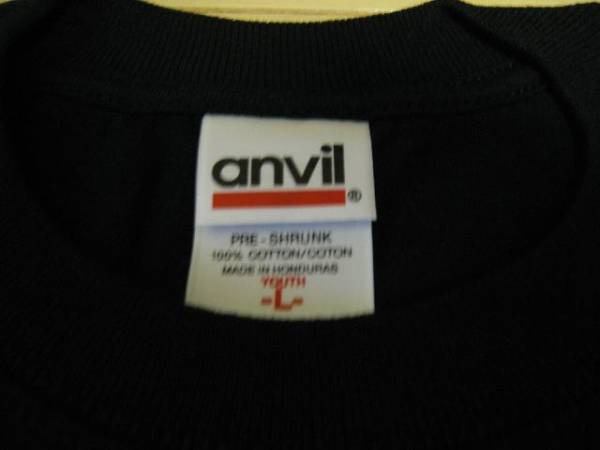 anvil
®
PRE-SHRUNK
100% COTTON/COTON
MADE IN HONDURAS
YOUTH
-L-